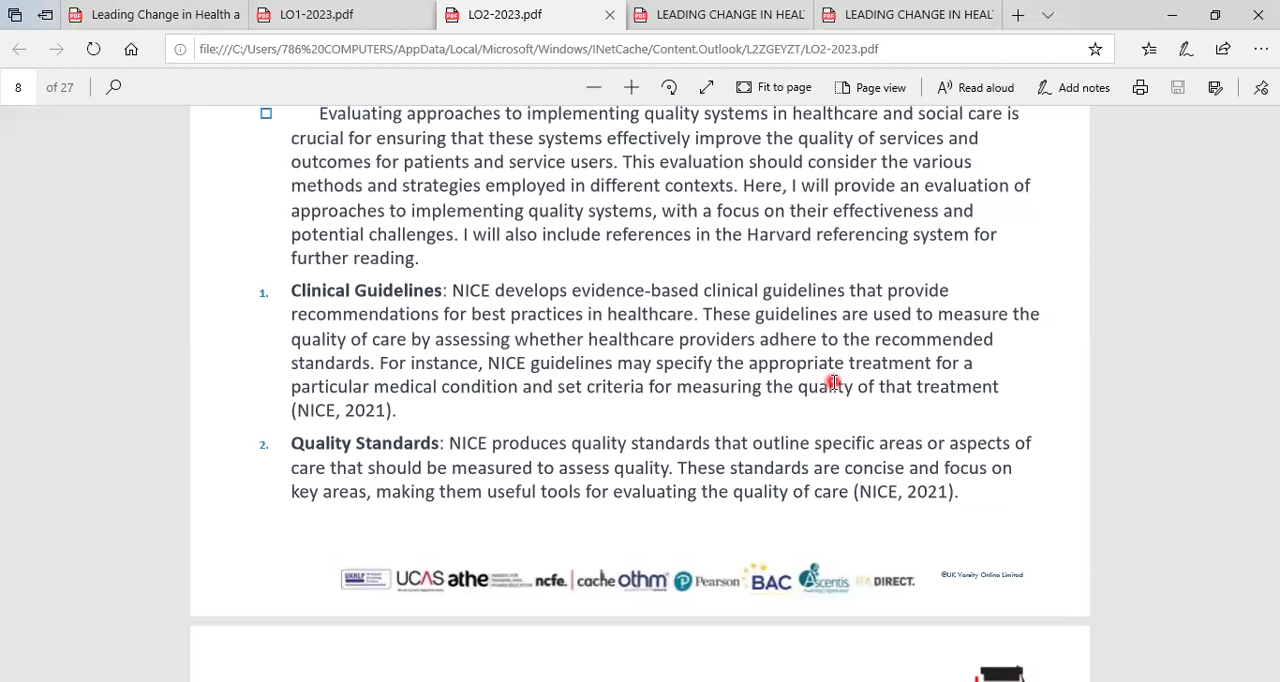 Leading Change in Health a
LO1-2023.pdf
LO2-2023.pdf
LEADING CHANGE IN HEAL
LEADING CHANGE IN HEAL
file:///C:/Users/786%20COMPUTERS/AppData/Local/Microsoft/Windows/INetCache/Content.Outlook/L2ZGEYZT/LO2-2023.pdf
8 of 27
Fit to page
Page view
Read aloud
Add notes
Evaluating approaches to implementing quality systems in healthcare and social care is
crucial for ensuring that these systems effectively improve the quality of services and
outcomes for patients and service users. This evaluation should consider the various
methods and strategies employed in different contexts. Here, I will provide an evaluation of
approaches to implementing quality systems, with a focus on their effectiveness and
potential challenges. I will also include references in the Harvard referencing system for
further reading.
1. Clinical Guidelines: NICE develops evidence-based clinical guidelines that provide
recommendations for best practices in healthcare. These guidelines are used to measure the
quality of care by assessing whether healthcare providers adhere to the recommended
standards. For instance, NICE guidelines may specify the appropriate treatment for a
particular medical condition and set criteria for measuring the quality of that treatment
(NICE, 2021).
2. Quality Standards: NICE produces quality standards that outline specific areas or aspects of
care that should be measured to assess quality. These standards are concise and focus on
key areas, making them useful tools for evaluating the quality of care (NICE, 2021).
UKRLP UCAS athe ncfe. cache othm Pearson BAC Ascentis DIRECT.
©UK Varsity Online Limited